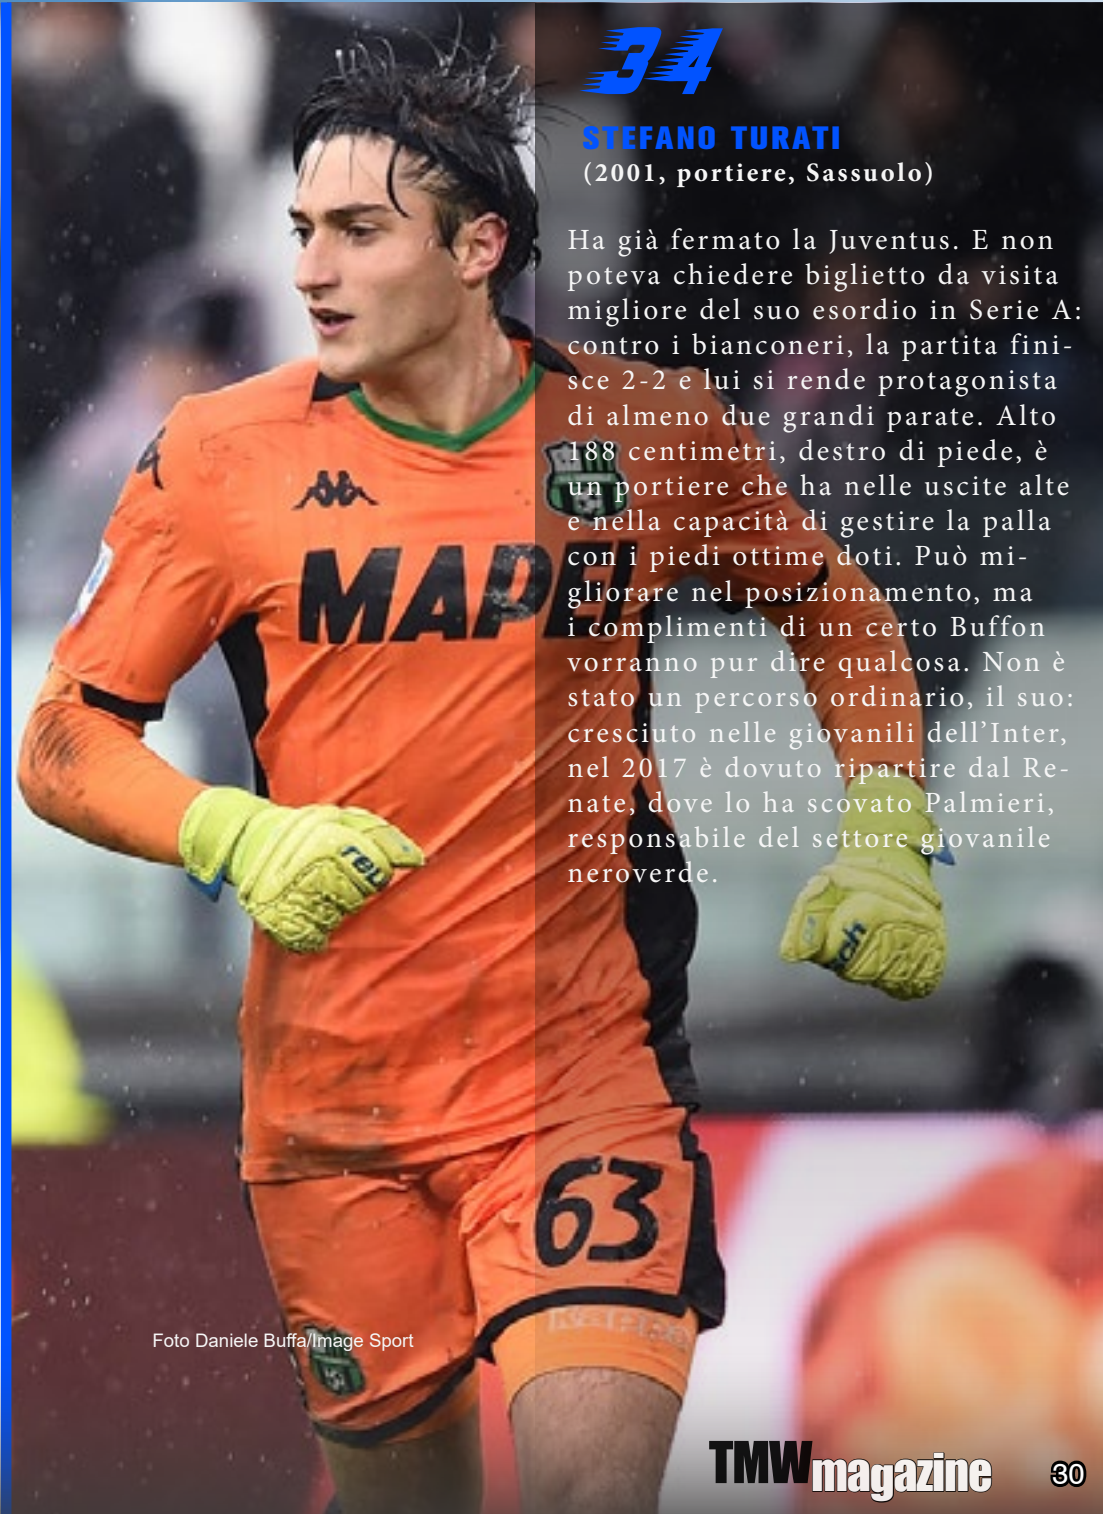 34
STEFANO TURATI
(2001, portiere, Sassuolo)
Ha già fermato la Juventus. E non
poteva chiedere biglietto da visita
migliore del suo esordio in Serie A:
contro i bianconeri, la partita fini-
sce 2-2 e lui si rende protagonista
di almeno due grandi parate. Alto
188 centimetri, destro di piede, è
un portiere che ha nelle uscite alte
e nella capacità di gestire la palla
con i piedi ottime doti. Può mi-
gliorare nel posizionamento, ma
i complimenti di un certo Buffon
vorranno pur dire qualcosa. Non è
stato un percorso ordinario, il suo:
cresciuto nelle giovanili dell’Inter,
nel 2017 è dovuto ripartire dal Re-
nate, dove lo ha scovato Palmieri,
responsabile del settore giovanile
neroverde.
MAPEI
reu
sch
63
Kappa
Foto Daniele Buffa/Image Sport
TMWmagazine
30